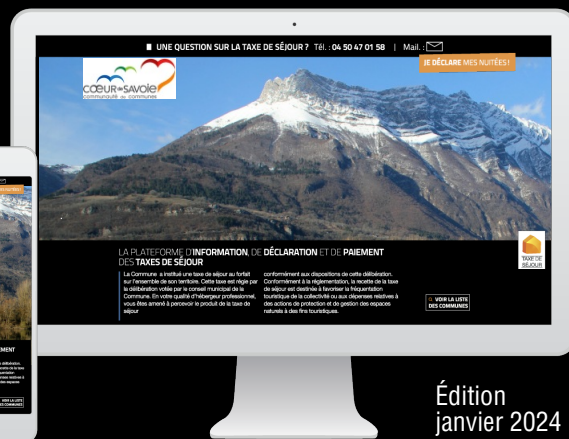 UNE QUESTION SUR LA TAXE DE SÉJOUR ? Tél. : 04 50 47 01 58 | Mail. :
JE DÉCLARE MES NUITÉES !
CŒUR DE SAVOIE
communauté de communes
LA PLATEFORME D'INFORMATION, DE DÉCLARATION ET DE PAIEMENT
DES TAXES DE SÉJOUR
La Commune a institué une taxe de séjour au forfait
sur l'ensemble de son territoire. Cette taxe est régie par
la délibération votée par le conseil municipal de la
Commune. En votre qualité d'hébergeur professionnel,
vous êtes amené à percevoir le produit de la taxe de
séjour
conformément aux dispositions de cette délibération.
Conformément à la réglementation, la recette de la taxe
de séjour est destinée à favoriser la fréquentation
touristique de la collectivité ou aux dépenses relatives à
des actions de protection et de gestion des espaces
naturels à des fins touristiques.
TAXE DE
SÉJOUR
VOIR LA LISTE
DES COMMUNES
VOIR LA LISTE
DES COMMUNES
Édition
janvier 2024